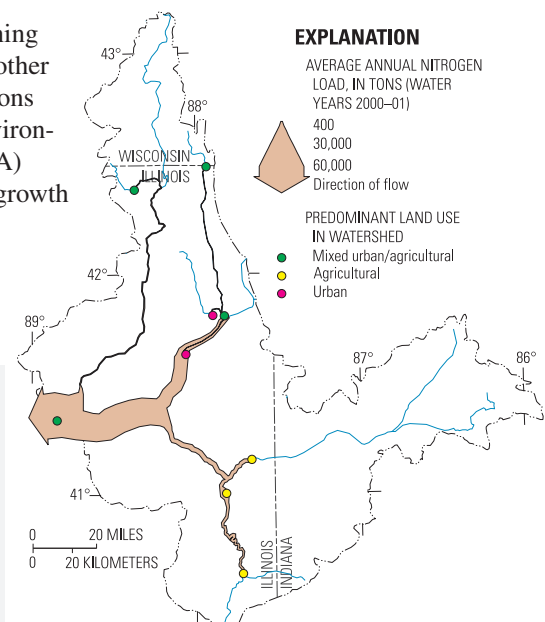 ning
other
ons
viron-
A)
growth
EXPLANATION
AVERAGE ANNUAL NITROGEN
LOAD, IN TONS (WATER
YEARS 2000–01)
400
30,000
60,000
Direction of flow
PREDOMINANT LAND USE
IN WATERSHED
Mixed urban/agricultural
Agricultural
Urban
43°
88°
WISCONSIN
ILLINOIS
42°
89°
87°
86°
41°
0 20 MILES
0 20 KILOMETERS
ILLINOIS
INDIANA